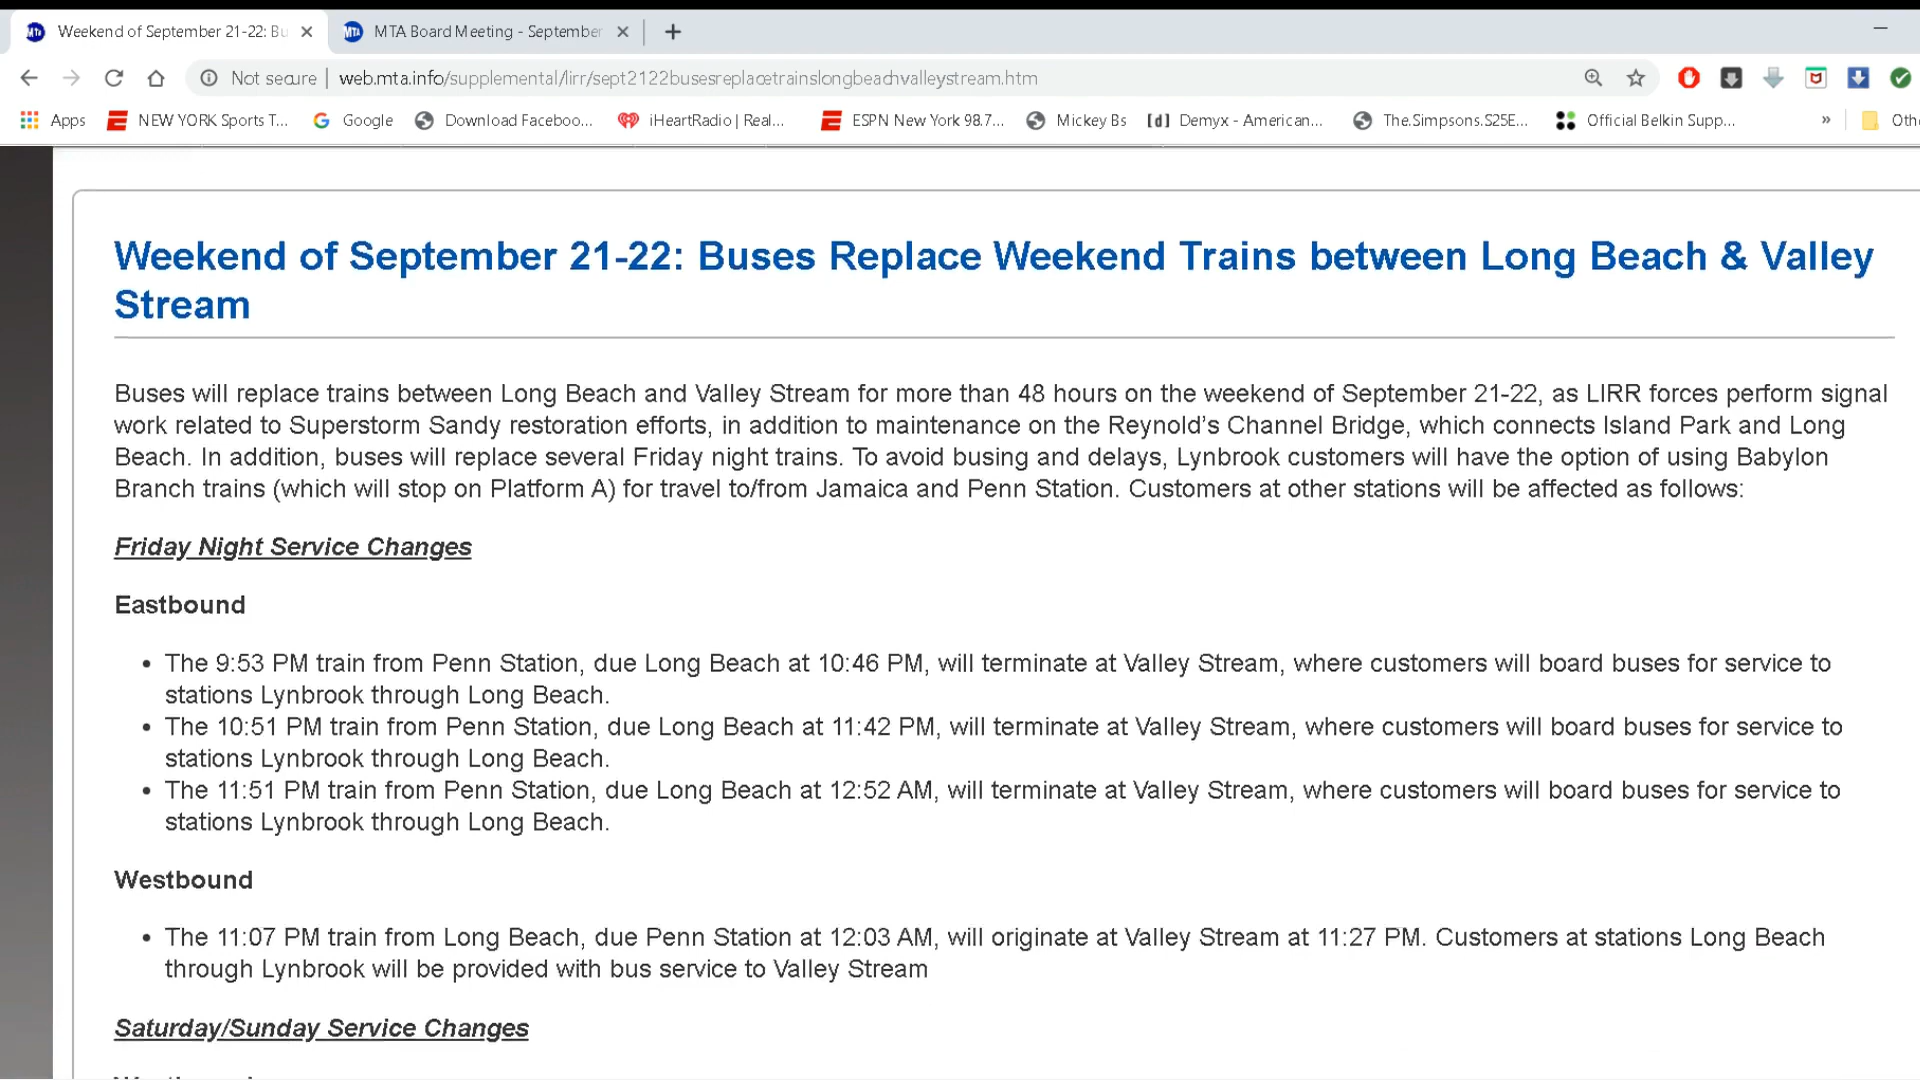 Weekend of September 21-22: Bu
MTA Board Meeting - September
Not secure | web.mta.info/supplemental/lirr/sept2122busesreplacetrainslongbeachvalleystream.htm
Apps NEW YORK Sports T... Google Download Faceboo... iHeartRadio | Real... ESPN New York 98.7... Mickey Bs [d] Demyx - American... The.Simpsons.S25E... Official Belkin Supp... » Othe
Weekend of September 21-22: Buses Replace Weekend Trains between Long Beach & Valley
Stream
Buses will replace trains between Long Beach and Valley Stream for more than 48 hours on the weekend of September 21-22, as LIRR forces perform signal
work related to Superstorm Sandy restoration efforts, in addition to maintenance on the Reynold’s Channel Bridge, which connects Island Park and Long
Beach. In addition, buses will replace several Friday night trains. To avoid busing and delays, Lynbrook customers will have the option of using Babylon
Branch trains (which will stop on Platform A) for travel to/from Jamaica and Penn Station. Customers at other stations will be affected as follows:
Friday Night Service Changes
Eastbound
• The 9:53 PM train from Penn Station, due Long Beach at 10:46 PM, will terminate at Valley Stream, where customers will board buses for service to
stations Lynbrook through Long Beach.
• The 10:51 PM train from Penn Station, due Long Beach at 11:42 PM, will terminate at Valley Stream, where customers will board buses for service to
stations Lynbrook through Long Beach.
• The 11:51 PM train from Penn Station, due Long Beach at 12:52 AM, will terminate at Valley Stream, where customers will board buses for service to
stations Lynbrook through Long Beach.
Westbound
• The 11:07 PM train from Long Beach, due Penn Station at 12:03 AM, will originate at Valley Stream at 11:27 PM. Customers at stations Long Beach
through Lynbrook will be provided with bus service to Valley Stream
Saturday/Sunday Service Changes